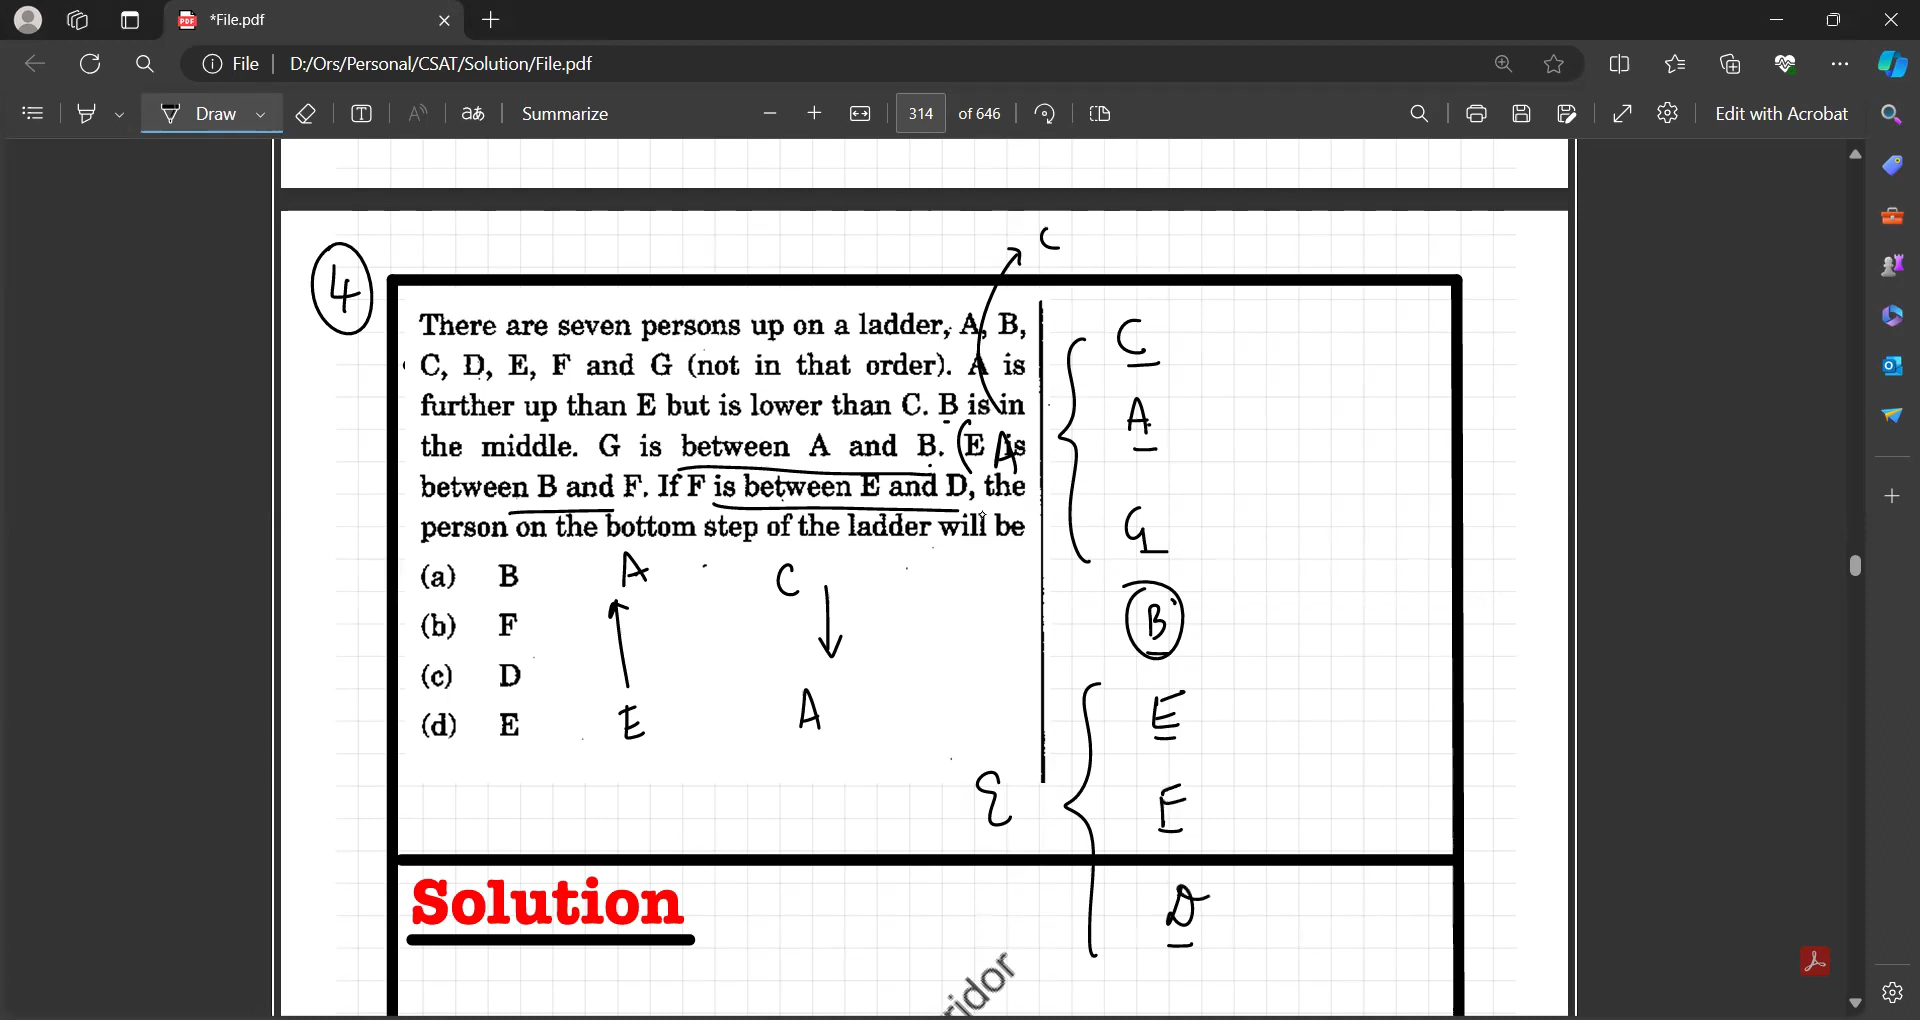 *File.pdf
File | D:/Ors/Personal/CSAT/Solution/File.pdf
Draw
aあ
Summarize
314 of 646
Edit with Acrobat
4
C
There are seven persons up on a ladder, A, B,
C, D, E, F and G (not in that order). A is
further up than E but is lower than C. B is in
the middle. G is between A and B. E is
between B and F. If F is between E and D, the
person on the bottom step of the ladder will be
(a) B
(b) F
(c) D
(d) E
A
A C
E A
C
A
G
B
E
F
D
Solution
ridor